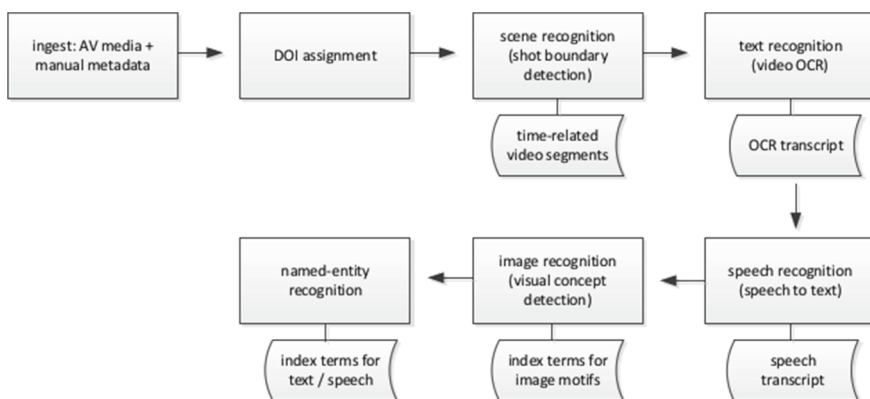 ingest: AV media +
manual metadata
DOI assignment
scene recognition
(shot boundary
detection)
time-related
video segments
text recognition
(video OCR)
OCR transcript
speech recognition
(speech to text)
speech
transcript
image recognition
(visual concept
detection)
index terms for
image motifs
named-entity
recognition
index terms for
text / speech